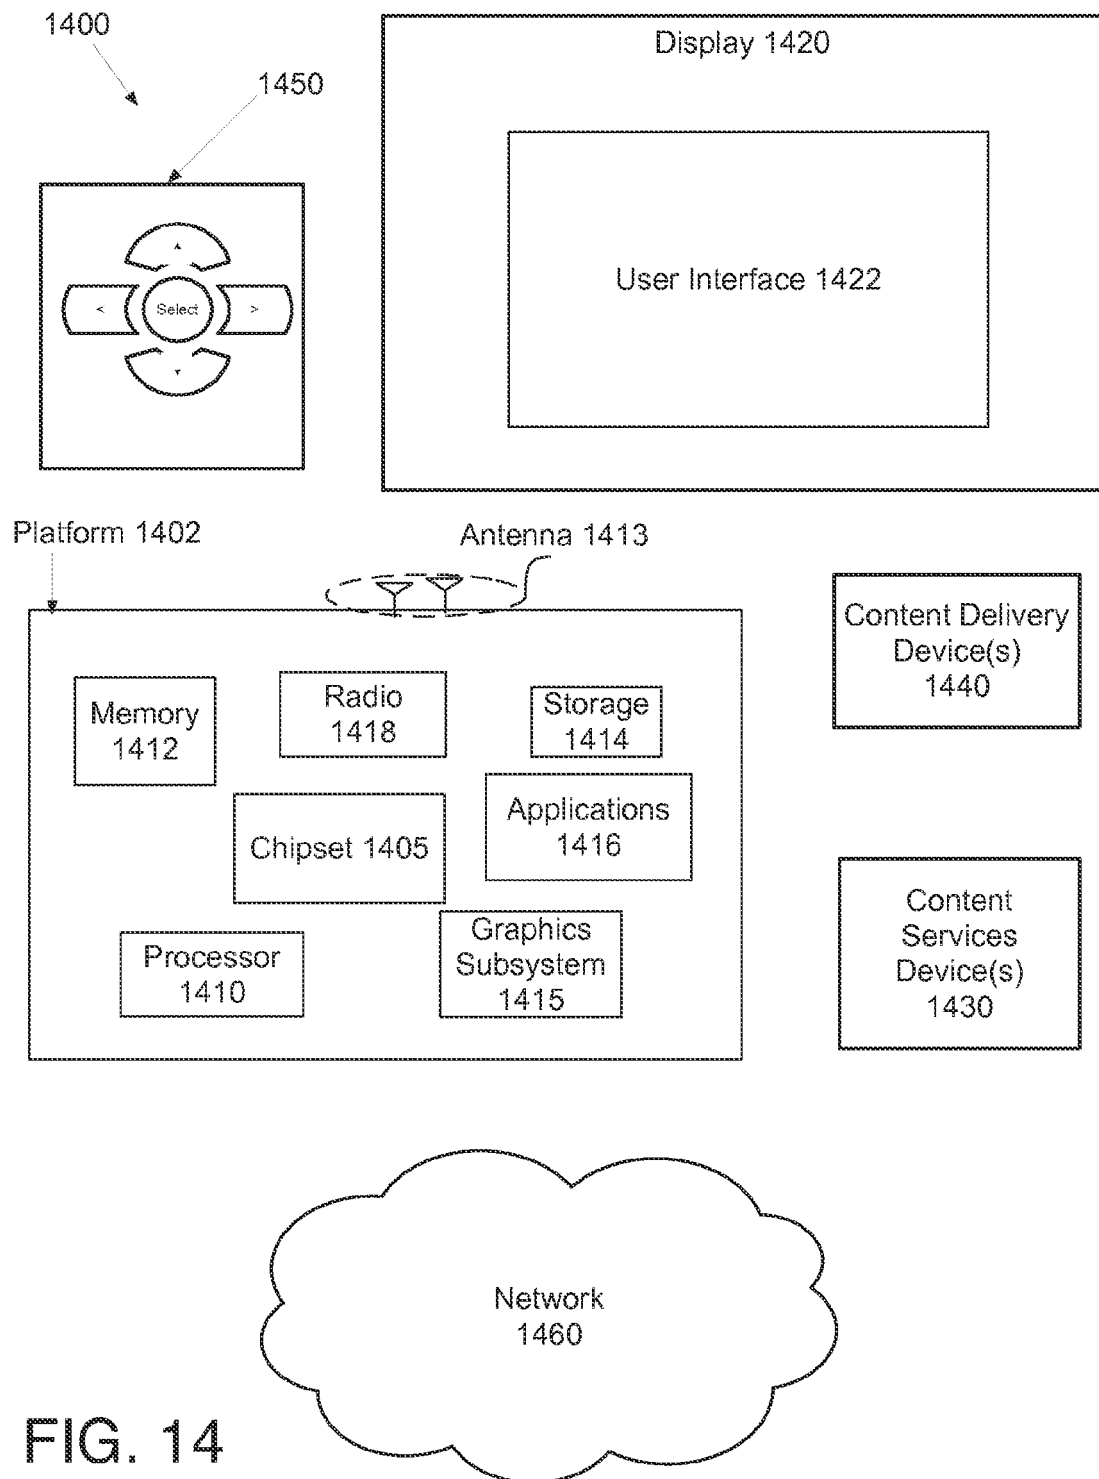 1400
1450
Display 1420
User Interface 1422
<
Select
>
Platform 1402
Antenna 1413
Memory
1412
Radio
1418
Storage
1414
Chipset 1405
Applications
1416
Processor
1410
Graphics
Subsystem
1415
Content Delivery
Device(s)
1440
Content
Services
Device(s)
1430
Network
1460
FIG. 14